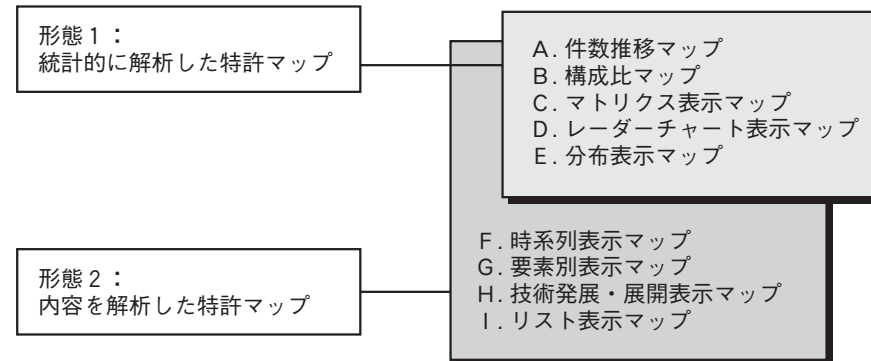 形態1：
統計的に解析した特許マップ
A. 件数推移マップ
B. 構成比マップ
C. マトリクス表示マップ
D. レーダーチャート表示マップ
E. 分布表示マップ
形態2：
内容を解析した特許マップ
F. 時系列表示マップ
G. 要素別表示マップ
H. 技術発展・展開表示マップ
I. リスト表示マップ